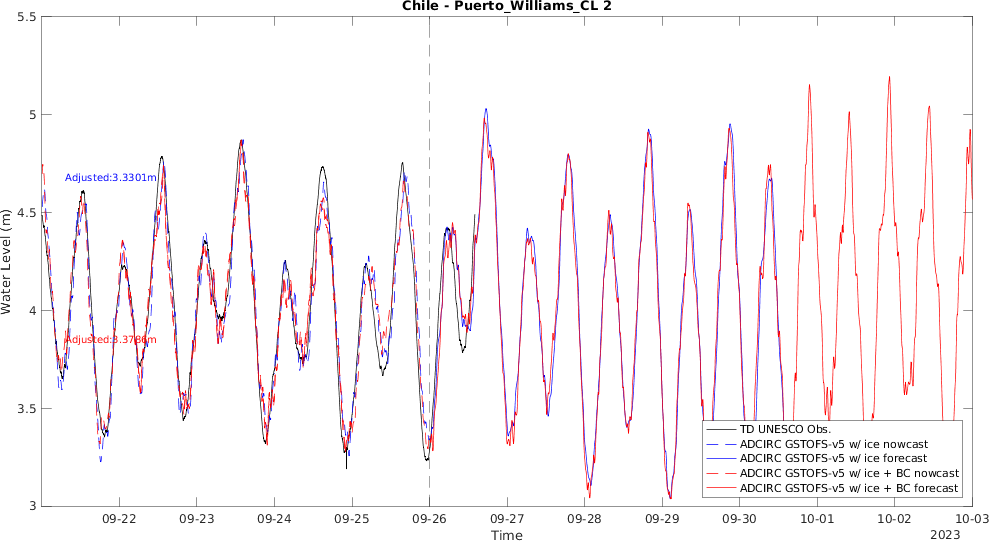 Chile - Puerto_Williams_CL 2
Water Level (m)
5.5
5
4.5
4
3.5
3
Adjusted:3.3301m
Adjusted:3.3786m
TD UNESCO Obs.
ADCIRC GSTOFS-v5 w/ ice nowcast
ADCIRC GSTOFS-v5 w/ ice forecast
ADCIRC GSTOFS-v5 w/ ice + BC nowcast
ADCIRC GSTOFS-v5 w/ ice + BC forecast
09-22 09-23 09-24 09-25 09-26 09-27 09-28 09-29 09-30 10-01 10-02 10-03
Time
2023